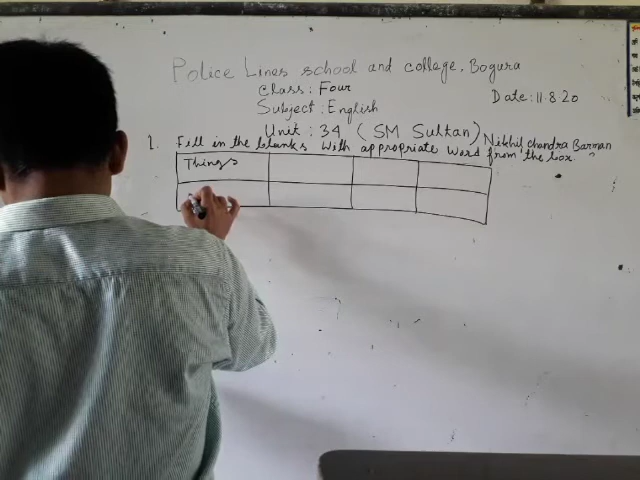 Police Lines school and college, Bogura
Class: Four
Date: 11.8.20
Subject: English
Unit: 34 (SM Sultan)
Nikhil Chandra Barman
1. Fill in the blanks with appropriate word from the box.
Things